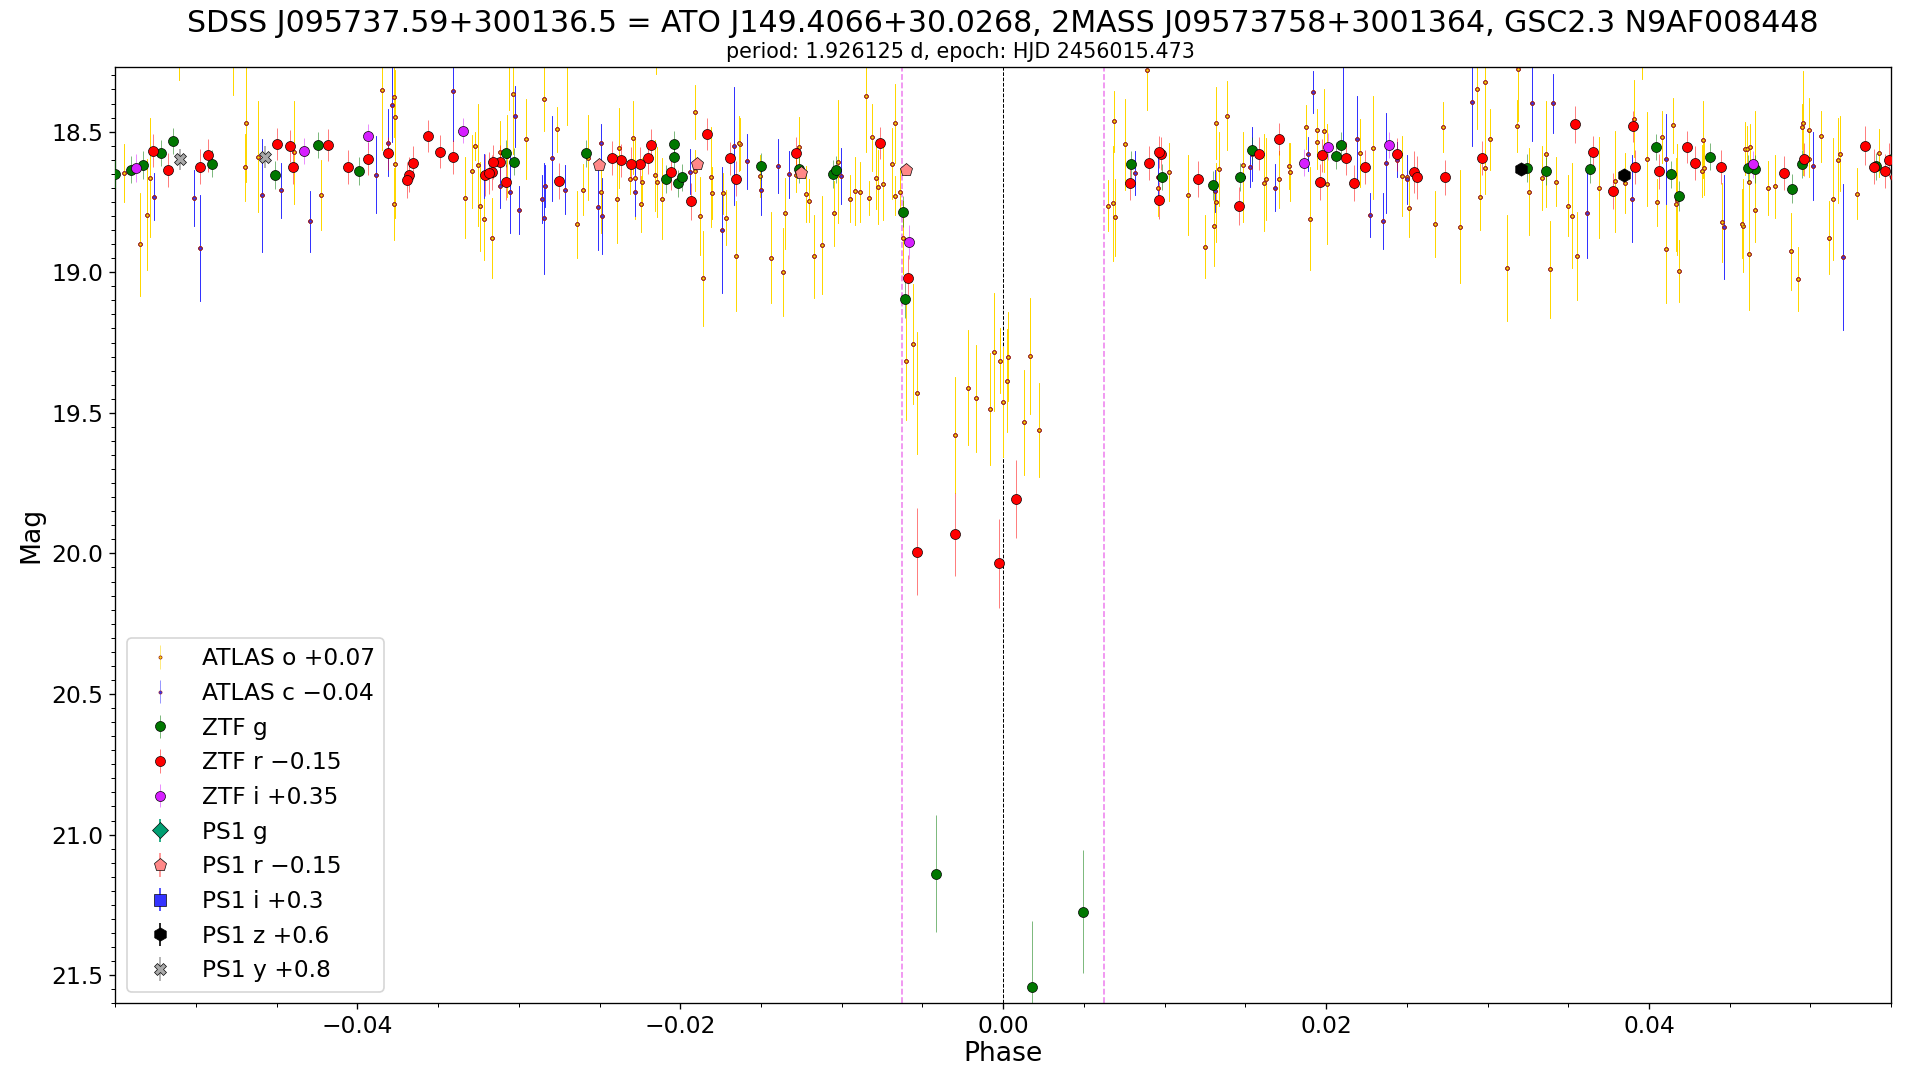 SDSS J095737.59+300136.5 = ATO J149.4066+30.0268, 2MASS J09573758+3001364, GSC2.3 N9AF008448
period: 1.926125 d, epoch: HJD 2456015.473
18.5
19.0
19.5
20.0
20.5
21.0
21.5
Mag
ATLAS o +0.07
ATLAS c −0.04
ZTF g
ZTF r −0.15
ZTF i +0.35
PS1 g
PS1 r −0.15
PS1 i +0.3
PS1 z +0.6
PS1 y +0.8
−0.04 −0.02 0.00 0.02 0.04
Phase